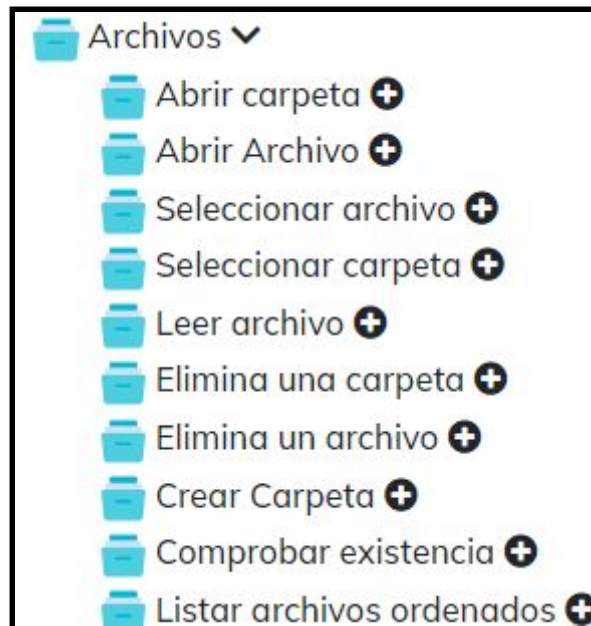 Archivos
Abrir carpeta
Abrir Archivo
Seleccionar archivo
Seleccionar carpeta
Leer archivo
Elimina una carpeta
Elimina un archivo
Crear Carpeta
Comprobar existencia
Listar archivos ordenados